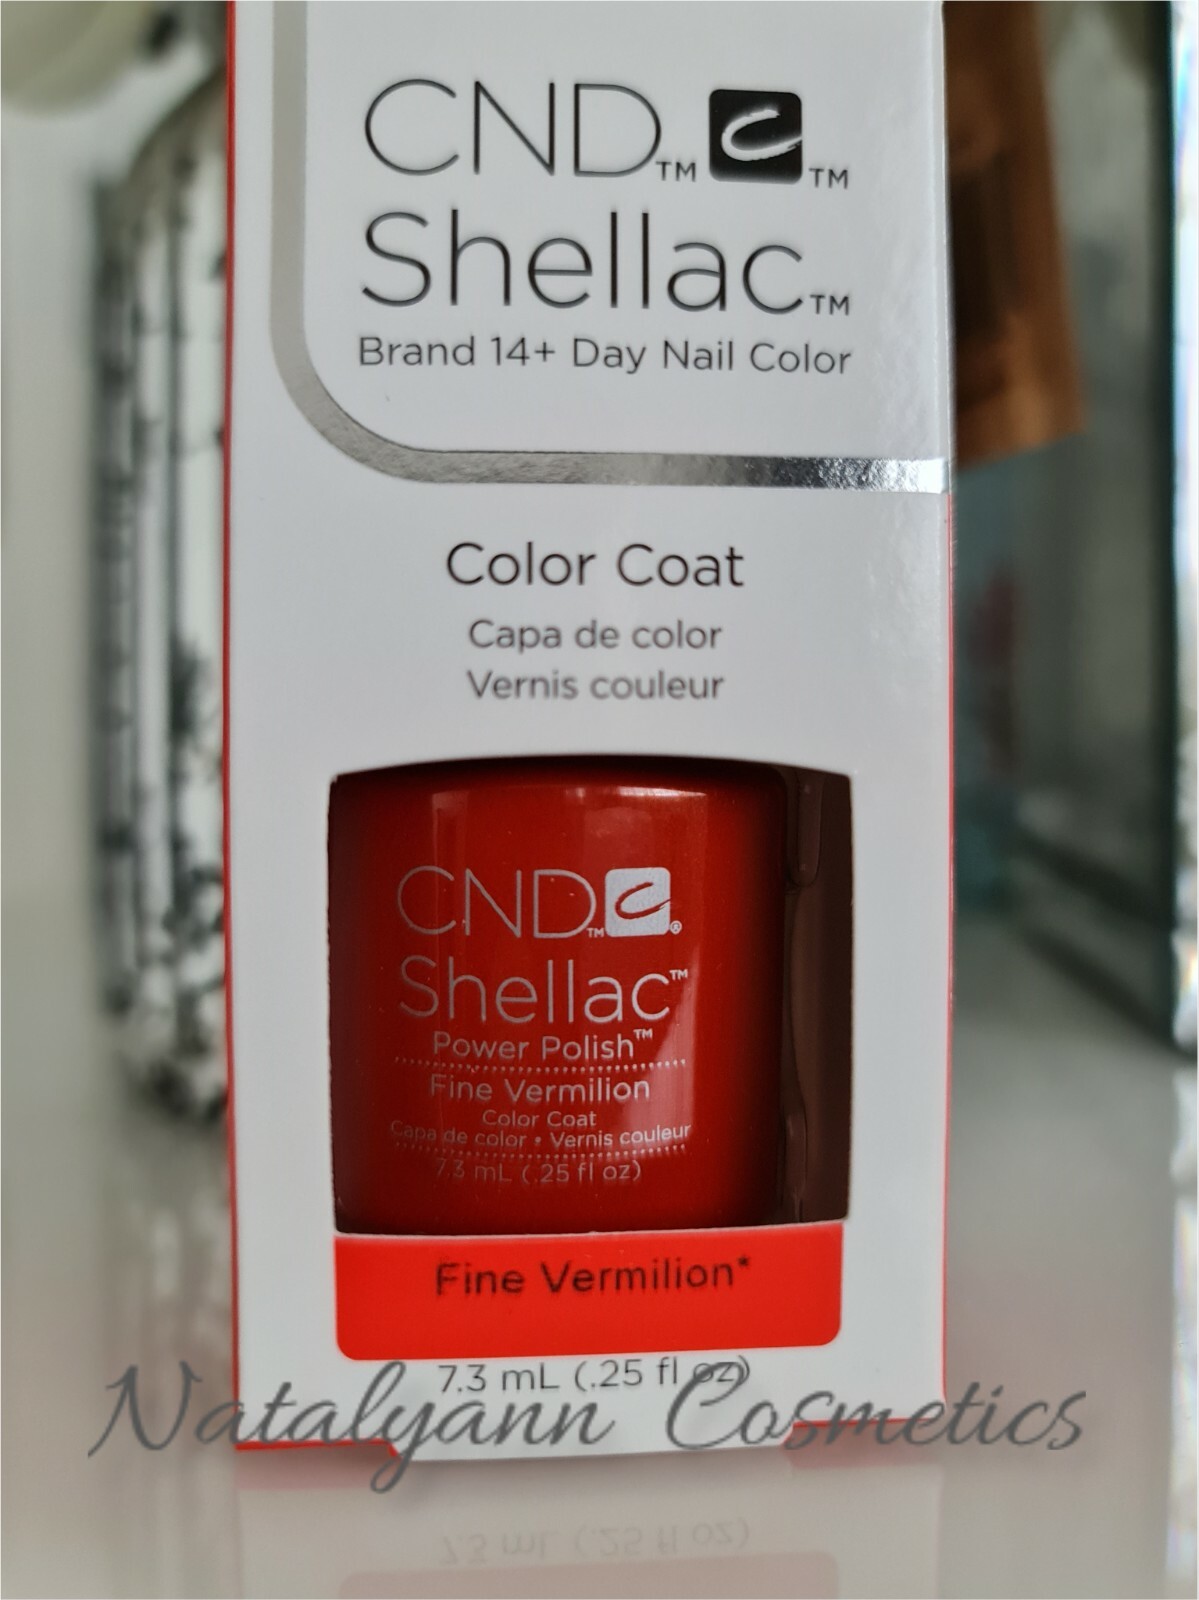 CND™ C™
Shellac™
Brand 14+ Day Nail Color
Color Coat
Capa de color
Vernis couleur
CND™ C®
Shellac™
Power Polish™
Fine Vermilion
Color Coat
Capa de color • Vernis couleur
7.3 mL (.25 fl oz)
Fine Vermilion*
7.3 mL (.25 fl oz)
Natalyann Cosmetics